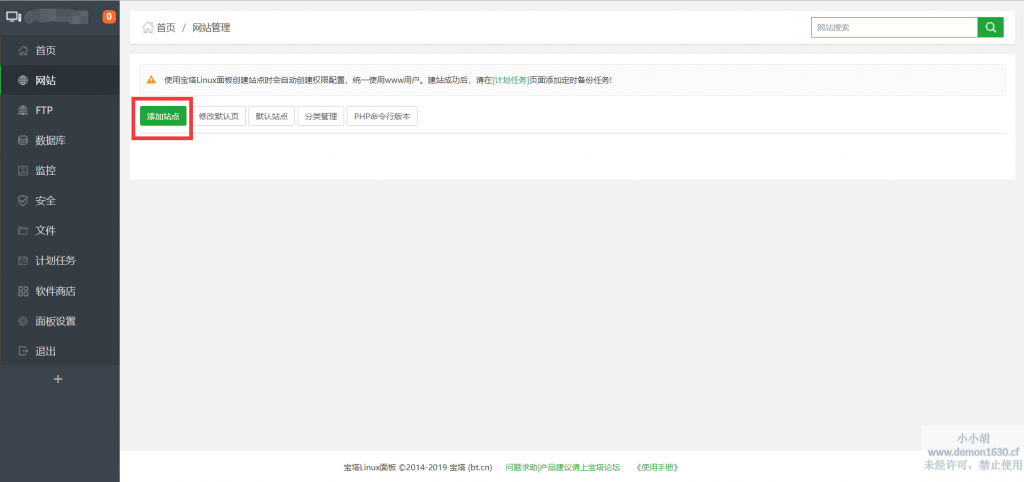 0
首页
网站
FTP
数据库
监控
安全
文件
计划任务
软件商店
面板设置
退出
+
首页 / 网站管理
网站搜索
使用宝塔Linux面板创建站点时会自动创建权限配置，统一使用www用户。建站成功后，请在[计划任务]页面添加定时备份任务!
添加站点 修改默认页 默认站点 分类管理 PHP命令行版本
宝塔Linux面板 ©2014-2019 宝塔 (bt.cn) 问题求助|产品建议请上宝塔论坛 《使用手册》
小小胡
www.demon1630.cf
未经许可，禁止使用